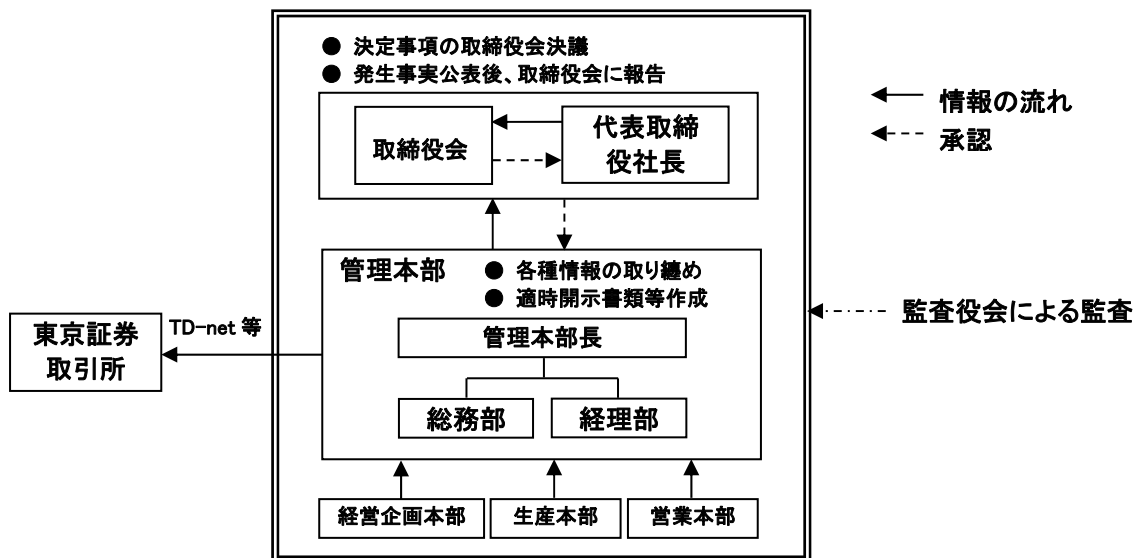 ● 決定事項の取締役会決議
● 発生事実公表後、取締役会に報告
取締役会
代表取締
役社長
情報の流れ
承認
管理本部
● 各種情報の取り纏め
● 適時開示書類等作成
管理本部長
総務部
経理部
東京証券
取引所
TD-net 等
監査役会による監査
経営企画本部
生産本部
営業本部